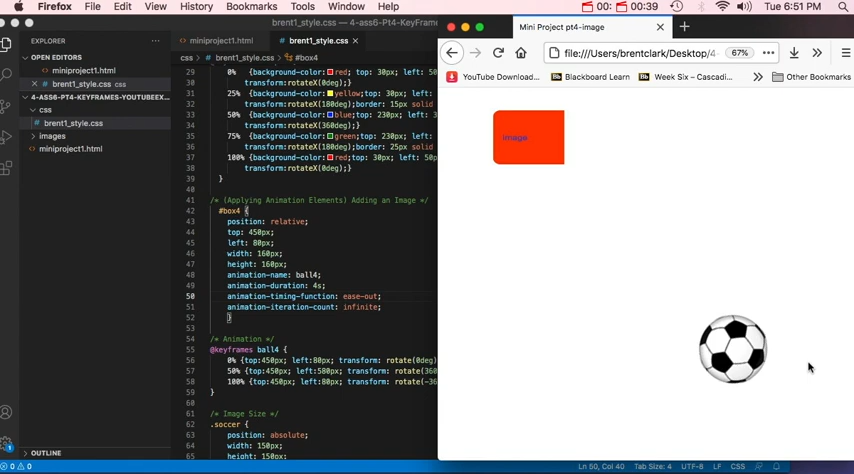 Firefox File Edit View History Bookmarks Tools Window Help 00: 00:39 Tue 6:51 PM
brent1_style.css — 4-ass6-Pt4-KeyFrame
EXPLORER ···
OPEN EDITORS
miniproject1.html
× # brent1_style.css css
4-ASS6-PT4-KEYFRAMES-YOUTUBEEX...
css
# brent1_style.css
images
<> miniproject1.html
OUTLINE
<> miniproject1.html # brent1_style.css ×
css > # brent1_style.css > #box4
29 0% {background-color: red; top: 30px; left: 50
30 transform:rotateX(0deg);}
31 25% {background-color: yellow;top: 30px; left:
32 transform:rotateX(180deg);border: 15px solid
33 50% {background-color: blue;top: 230px; left: 3
34 transform:rotateX(360deg);}
35 75% {background-color: green;top: 230px; left:
36 transform:rotateX(180deg);border: 25px solid
37 100% {background-color: red;top: 30px; left: 50p
38 transform:rotateX(0deg);}
39 }
40
41 /* (Applying Animation Elements) Adding an Image */
42 #box4 {
43 position: relative;
44 top: 450px;
45 left: 80px;
46 width: 160px;
47 height: 160px;
48 animation-name: ball4;
49 animation-duration: 4s;
50 animation-timing-function: ease-out;
51 animation-iteration-count: infinite;
52 }
53
54 /* Animation */
55 @keyframes ball4 {
56 0% {top:450px; left:80px; transform: rotate(0deg)
57 50% {top:450px; left:580px; transform: rotate(360
58 100% {top:450px; left:80px; transform: rotate(-36
59 }
60
61 /* Image Size */
62 .soccer {
63 position: absolute;
64 width: 150px;
65 height: 150px;
Mini Project pt4-image × +
file:///Users/brentclark/Desktop/4- 67% ···
YouTube Download... Blackboard Learn Week Six – Cascadi... Other Bookmarks
image
0 0 Ln 50, Col 40 Tab Size: 4 UTF-8 LF CSS